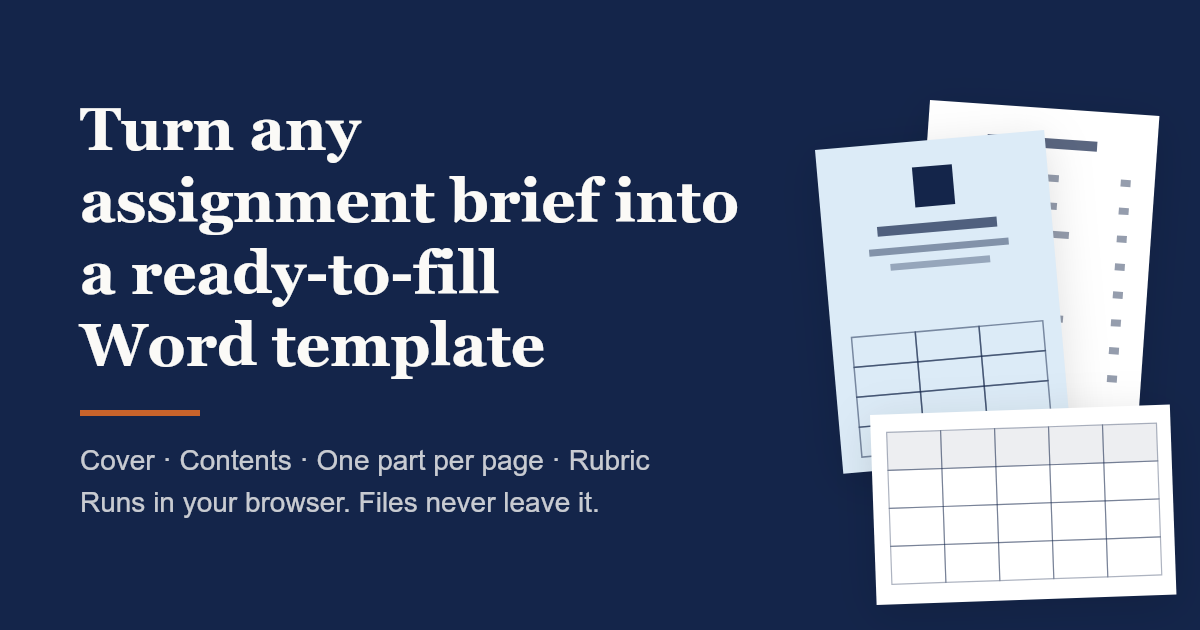 Turn any
assignment brief into
a ready-to-fill
Word template
Cover · Contents · One part per page · Rubric
Runs in your browser. Files never leave it.